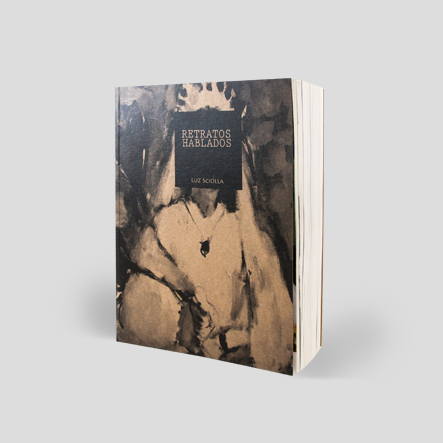 RETRATOS
HABLADOS
LUZ SCIOLLA